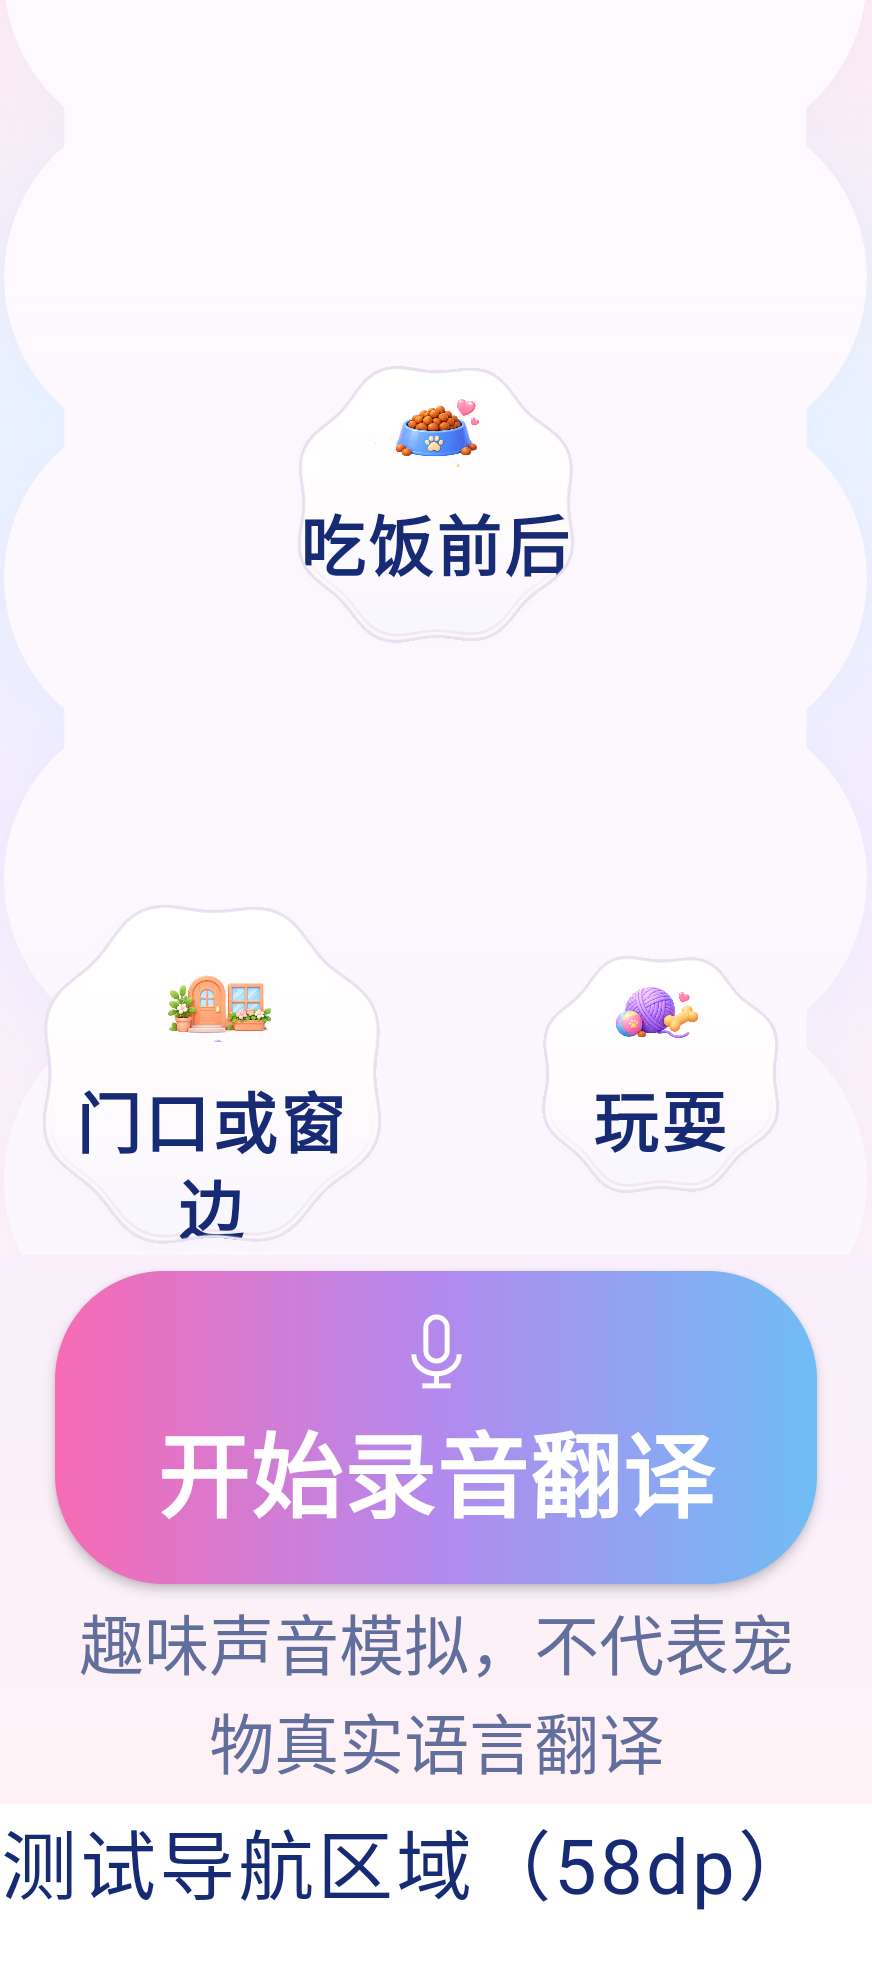 吃饭前后
门口或窗
边
玩耍
开始录音翻译
趣味声音模拟，不代表宠
物真实语言翻译
测试导航区域（58dp）